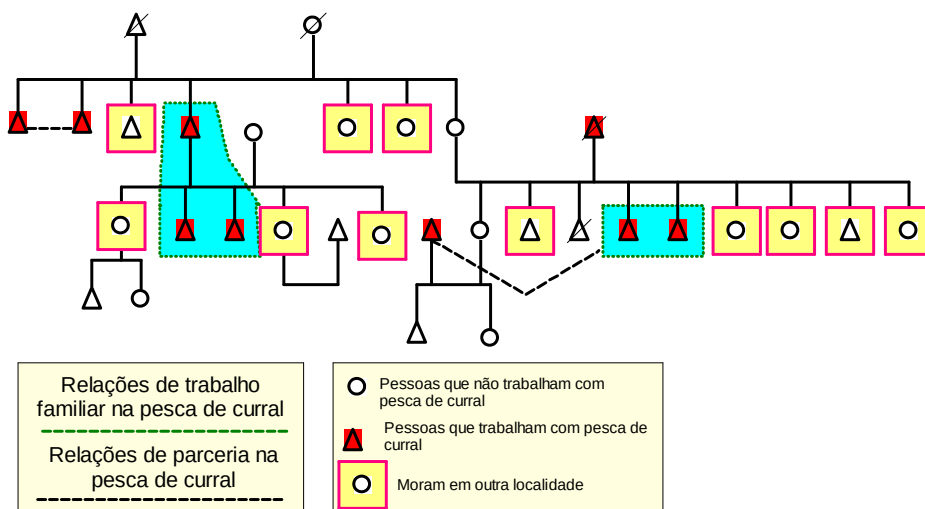 Relações de trabalho
familiar na pesca de curral
Relações de parceria na
pesca de curral
Pessoas que não trabalham com
pesca de curral
Pessoas que trabalham com pesca de
curral
Moram em outra localidade